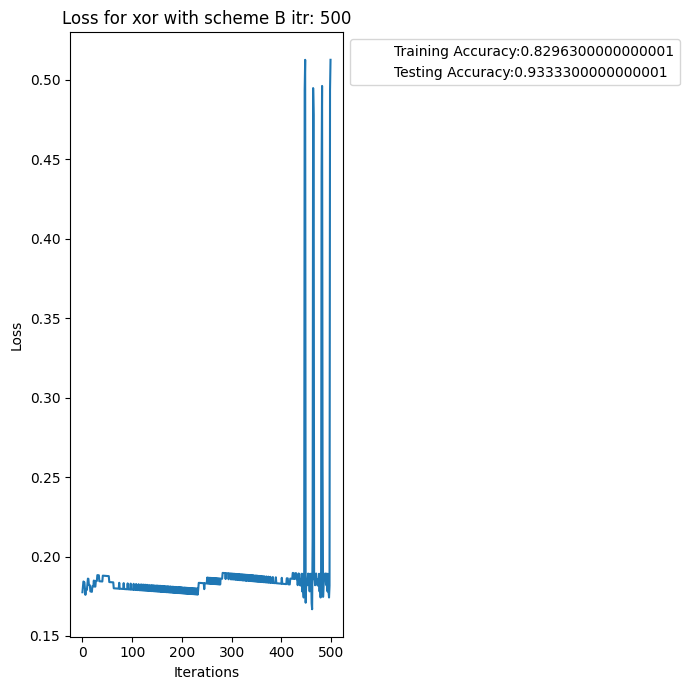 Loss for xor with scheme B itr: 500
Training Accuracy:0.8296300000000001
Testing Accuracy:0.9333300000000001
0.50
0.45
0.40
0.35
0.30
0.25
0.20
0.15
Loss
0 100 200 300 400 500
Iterations